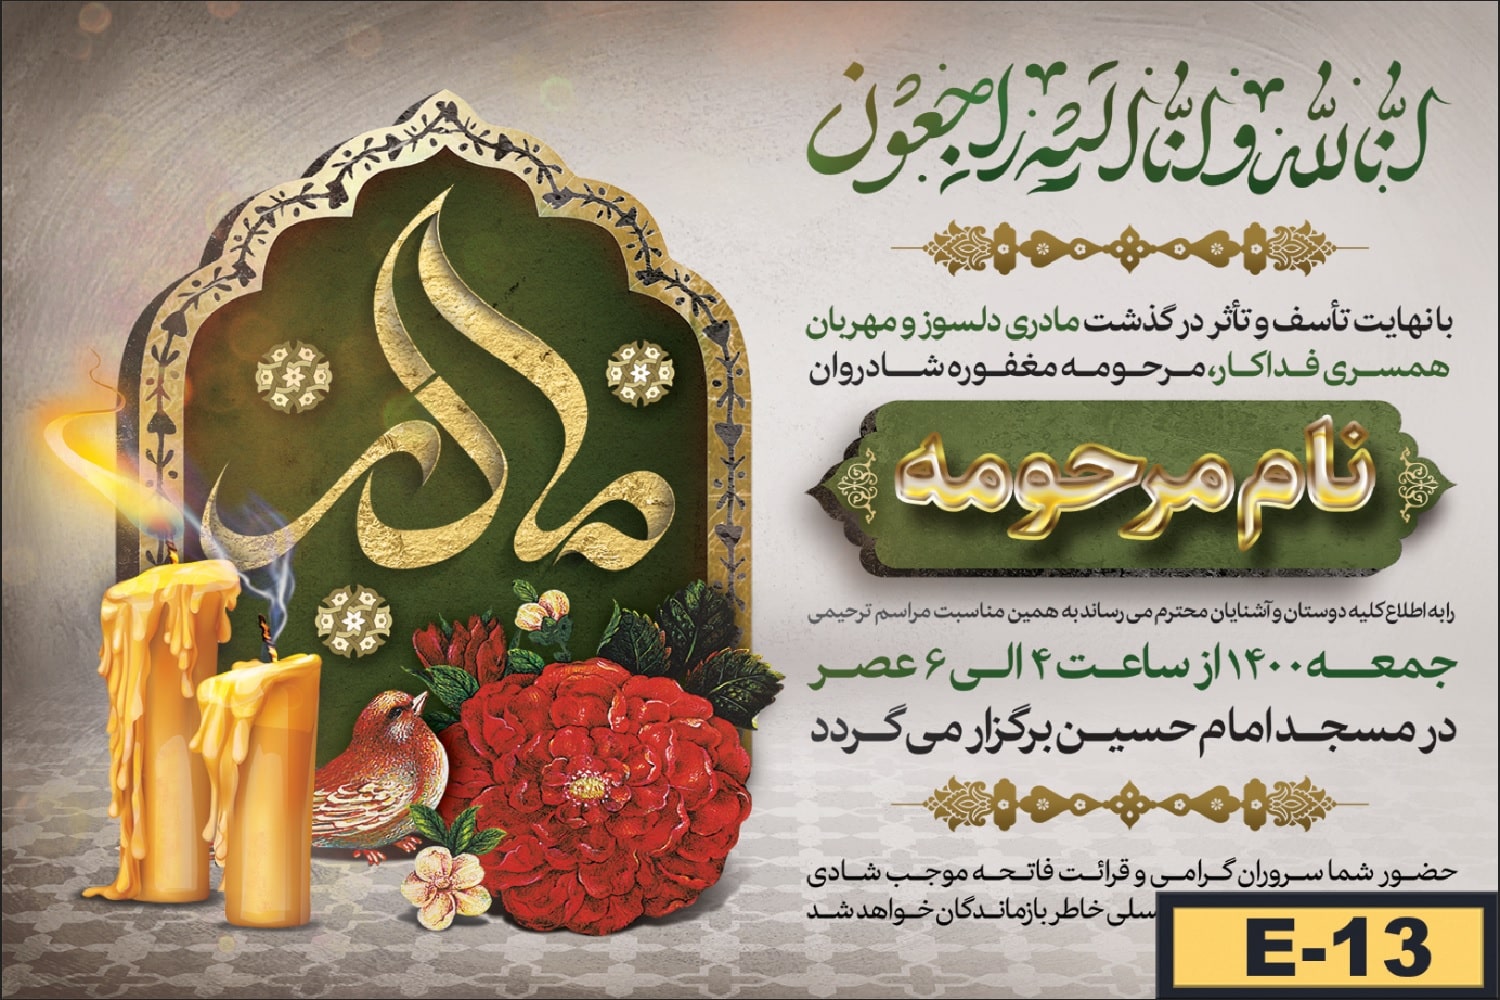 انا لله و انا الیه راجعون
با نهایت تأسف و تأثر درگذشت مادری دلسوز و مهربان
همسری فداکار، مرحومه مغفوره شادروان
نام مرحومه
را به اطلاع کلیه دوستان و آشنایان محترم می رساند به همین مناسبت مراسم ترحیمی
جمعه ۱۴۰۰ از ساعت ۴ الی ۶ عصر
در مسجد امام حسین برگزار می‌گردد
حضور شما سروران گرامی و قرائت فاتحه موجب شادی
سلی خاطر بازماندگان خواهد شد
مادر
E-13